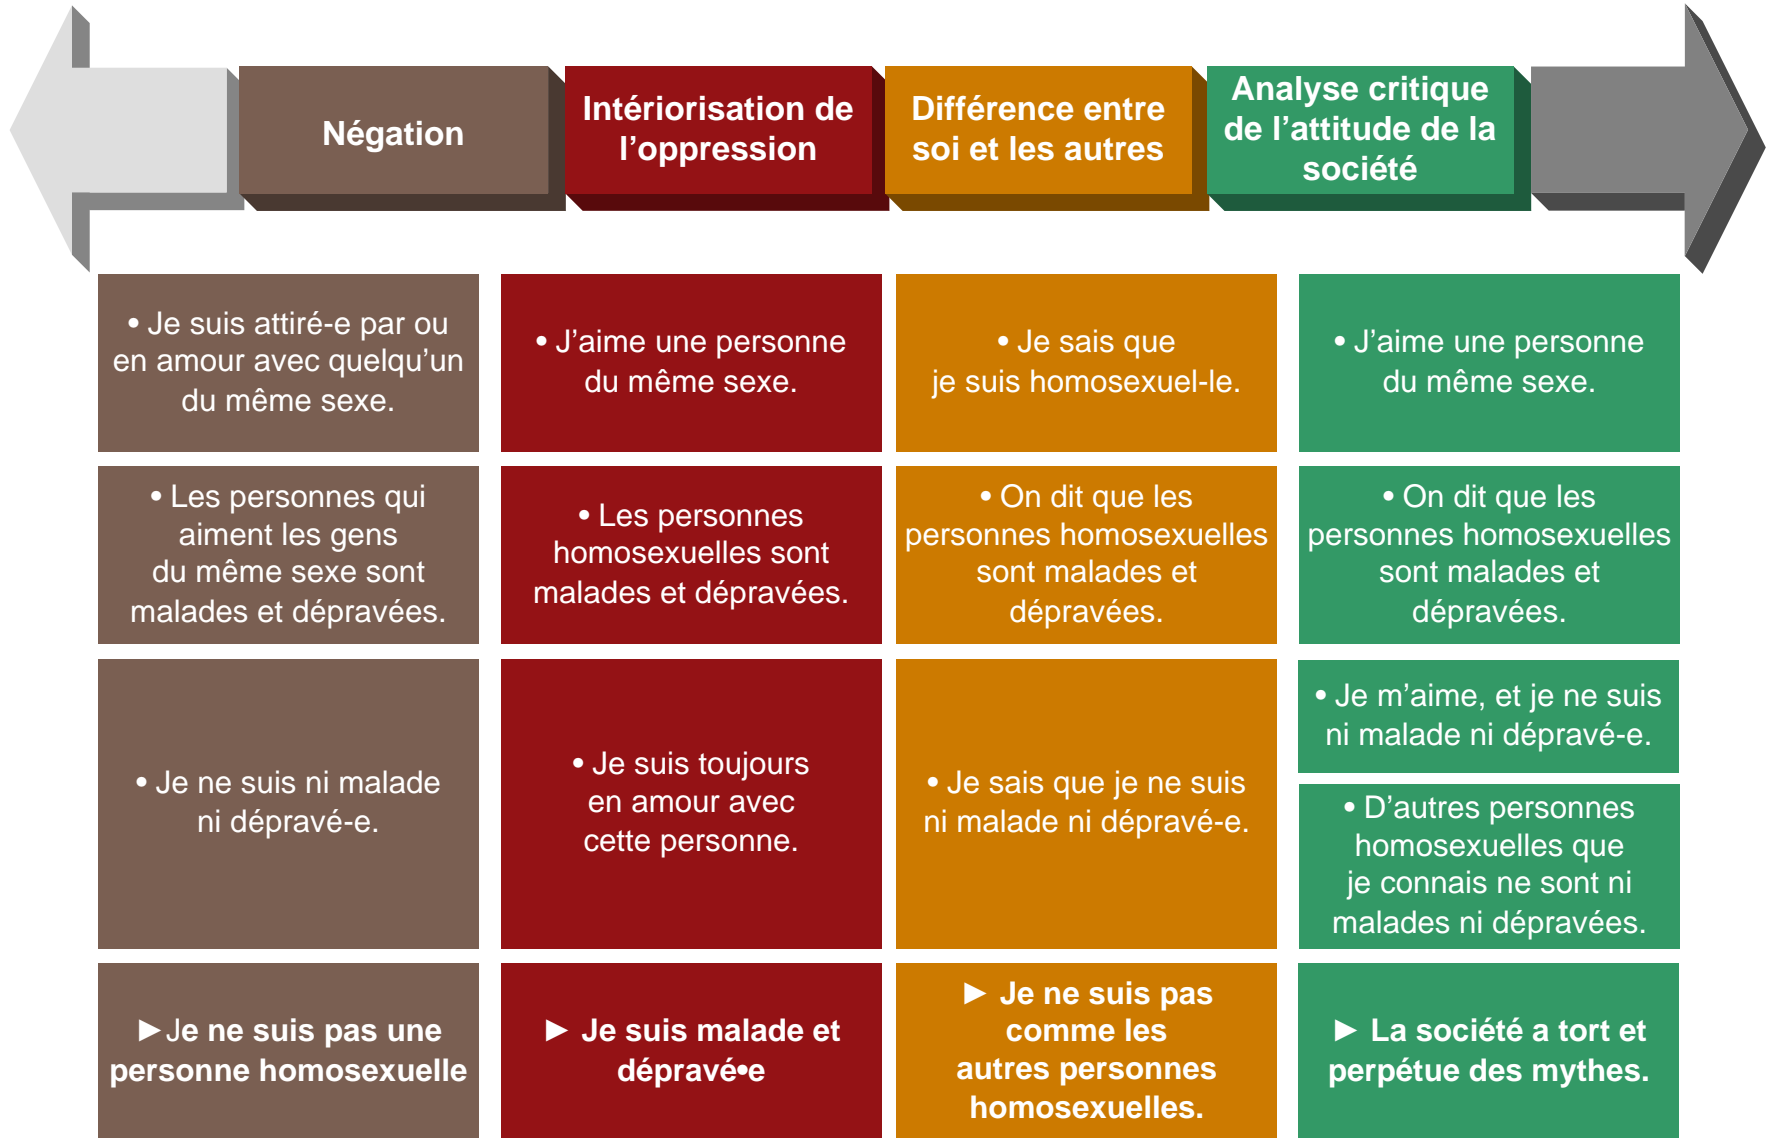 Négation
Intériorisation de
l’oppression
Différence entre
soi et les autres
Analyse critique
de l’attitude de la
société
• Je suis attiré-e par ou
en amour avec quelqu’un
du même sexe.
• J’aime une personne
du même sexe.
• Je sais que
je suis homosexuel-le.
• J’aime une personne
du même sexe.
• Les personnes qui
aiment les gens
du même sexe sont
malades et dépravées.
• Les personnes
homosexuelles sont
malades et dépravées.
• On dit que les
personnes homosexuelles
sont malades et
dépravées.
• On dit que les
personnes homosexuelles
sont malades et
dépravées.
• Je ne suis ni malade
ni dépravé-e.
• Je suis toujours
en amour avec
cette personne.
• Je sais que je ne suis
ni malade ni dépravé-e.
• Je m’aime, et je ne suis
ni malade ni dépravé-e.
• D’autres personnes
homosexuelles que
je connais ne sont ni
malades ni dépravées.
►Je ne suis pas une
personne homosexuelle
► Je suis malade et
dépravé•e
► Je ne suis pas
comme les
autres personnes
homosexuelles.
► La société a tort et
perpétue des mythes.